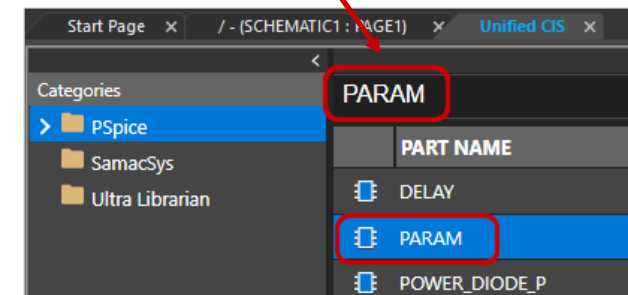 Start Page × / - (SCHEMATIC1 : PAGE1) × Unified CIS ×
<
Categories
PARAM
> PSpice
SamacSys
Ultra Librarian
PART NAME
DELAY
PARAM
POWER_DIODE_P